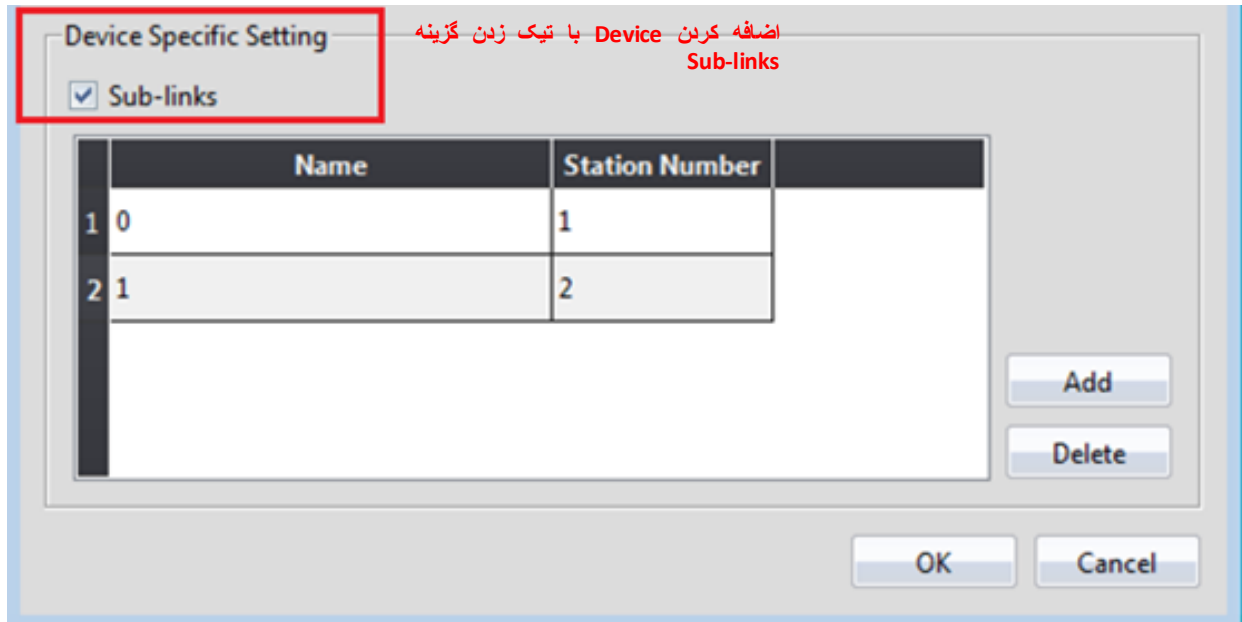 Device Specific Setting
اضافه کردن Device با تیک زدن گزینه
Sub-links
Sub-links
Name Station Number
1 0 1
2 1 2
Add
Delete
OK Cancel